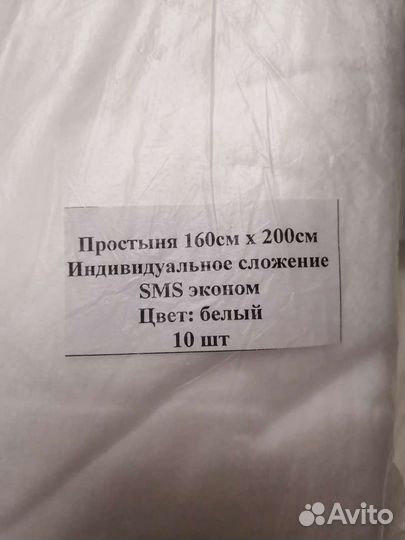 Простыня 160см х 200см
Индивидуальное сложение
SMS эконом
Цвет: белый
10 шт
Avito